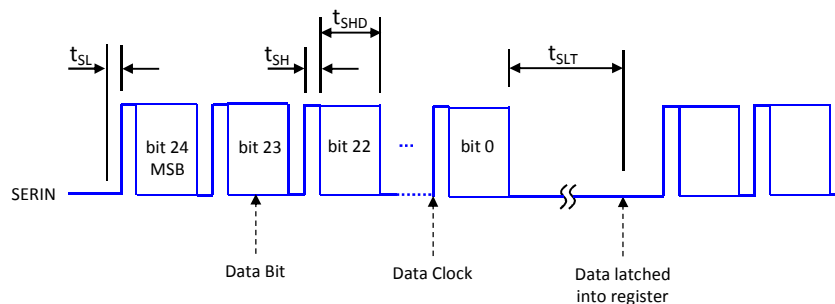 tSHD
tSL
tSH
tSLT
bit 24
MSB
bit 23
bit 22
...
bit 0
SERIN
Data Bit
Data Clock
Data latched
into register